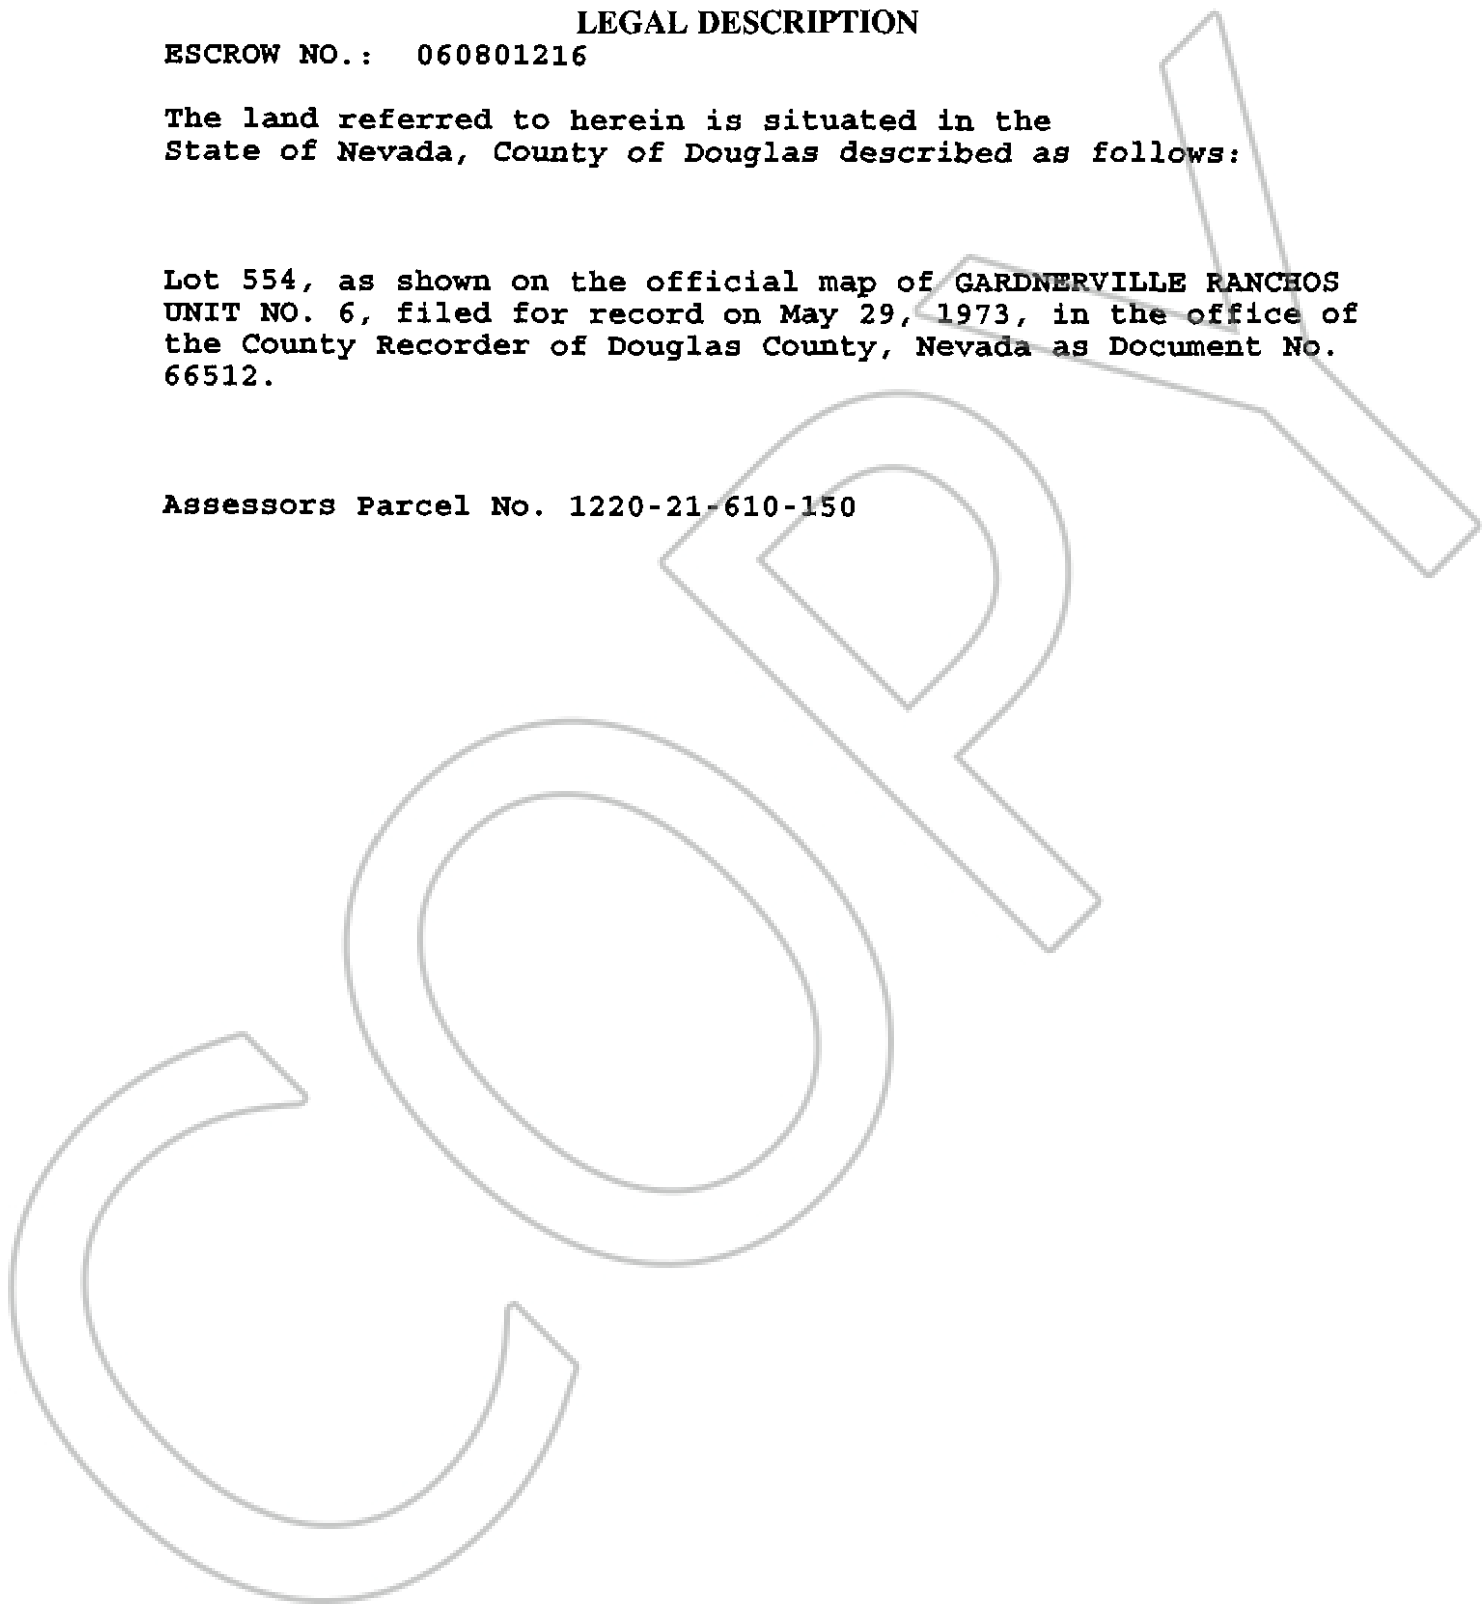 LEGAL DESCRIPTION
ESCROW NO.: 060801216
The land referred to herein is situated in the
State of Nevada, County of Douglas described as follows:
Lot 554, as shown on the official map of GARDNERVILLE RANCHOS
UNIT NO. 6, filed for record on May 29, 1973, in the office of
the County Recorder of Douglas County, Nevada as Document No.
66512.
Assessors Parcel No. 1220-21-610-150
COPY